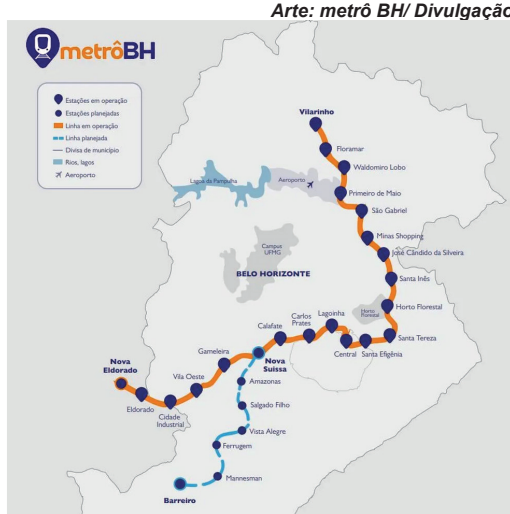 Arte: metrô BH/ Divulgação
metrôBH
Estações em operação
Estações planejadas
Linha em operação
Linha planejada
Divisa de município
Rios, lagos
Aeroporto
Vilarinho
Floramar
Waldomiro Lobo
Lagoa da Pampulha
Aeroporto
Primeiro de Maio
São Gabriel
Minas Shopping
Campus
UFMG
José Cândido da Silveira
BELO HORIZONTE
Santa Inês
Horto
Florestal
Horto Florestal
Lagoinha
Carlos
Prates
Calafate
Santa Tereza
Central
Santa Efigênia
Gameleira
Nova
Suíssa
Nova
Eldorado
Vila Oeste
Amazonas
Eldorado
Cidade
Industrial
Salgado Filho
Vista Alegre
Ferrugem
Mannesman
Barreiro